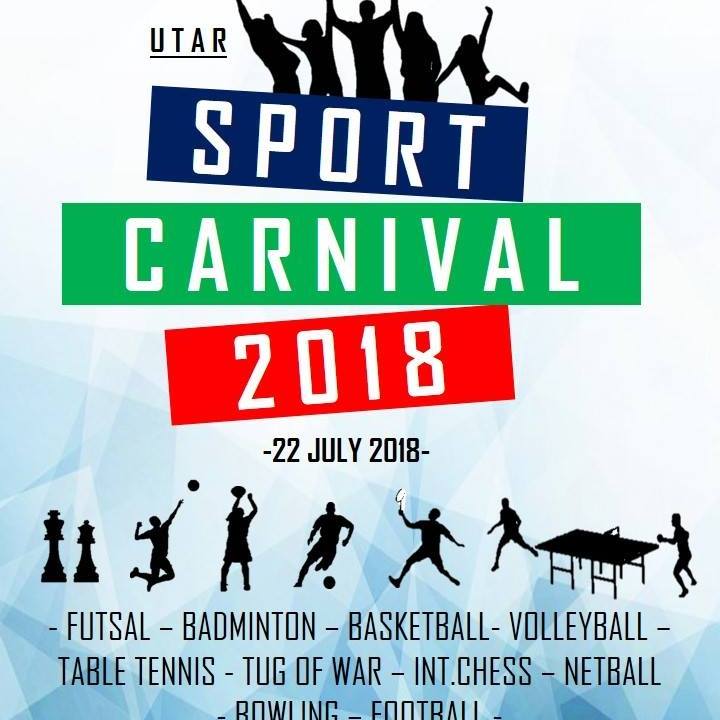 UTAR
SPORT
CARNIVAL
2018
-22 JULY 2018-
- FUTSAL – BADMINTON – BASKETBALL- VOLLEYBALL –
TABLE TENNIS - TUG OF WAR – INT.CHESS – NETBALL
- BOWLING – FOOTBALL -